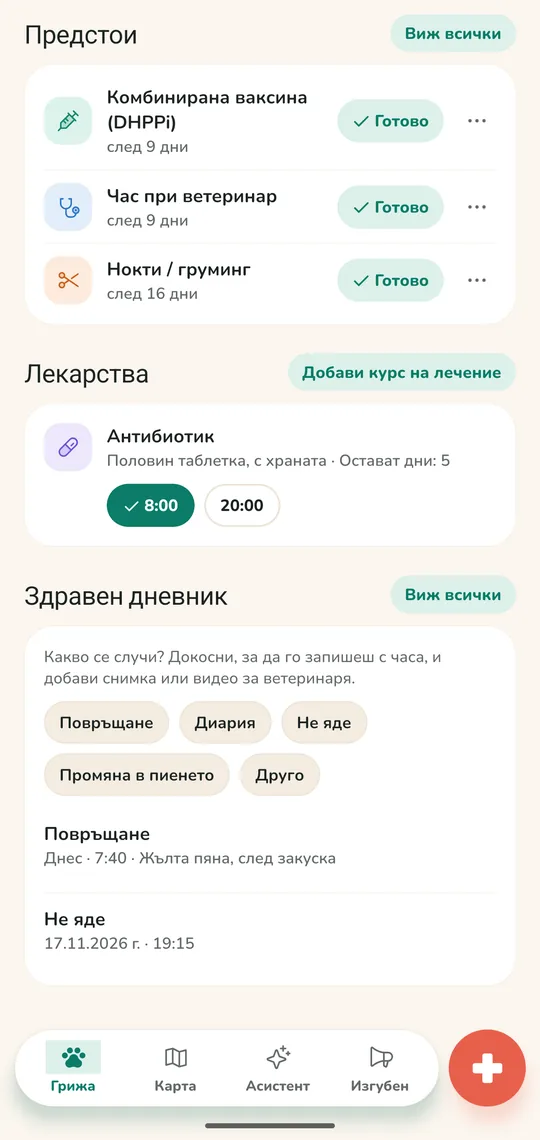 Предстои
Виж всички
Комбинирана ваксина
(DHPPi)
след 9 дни
Готово
Час при ветеринар
след 9 дни
Готово
Нокти / груминг
след 16 дни
Готово
Лекарства
Добави курс на лечение
Антибиотик
Половин таблетка, с храната · Остават дни: 5
8:00
20:00
Здравен дневник
Виж всички
Какво се случи? Докосни, за да го запишеш с часа, и
добави снимка или видео за ветеринаря.
Повръщане
Диария
Не яде
Промяна в пиенето
Друго
Повръщане
Днес · 7:40 · Жълта пяна, след закуска
Не яде
17.11.2026 г. · 19:15
Грижа
Карта
Асистент
Изгубен